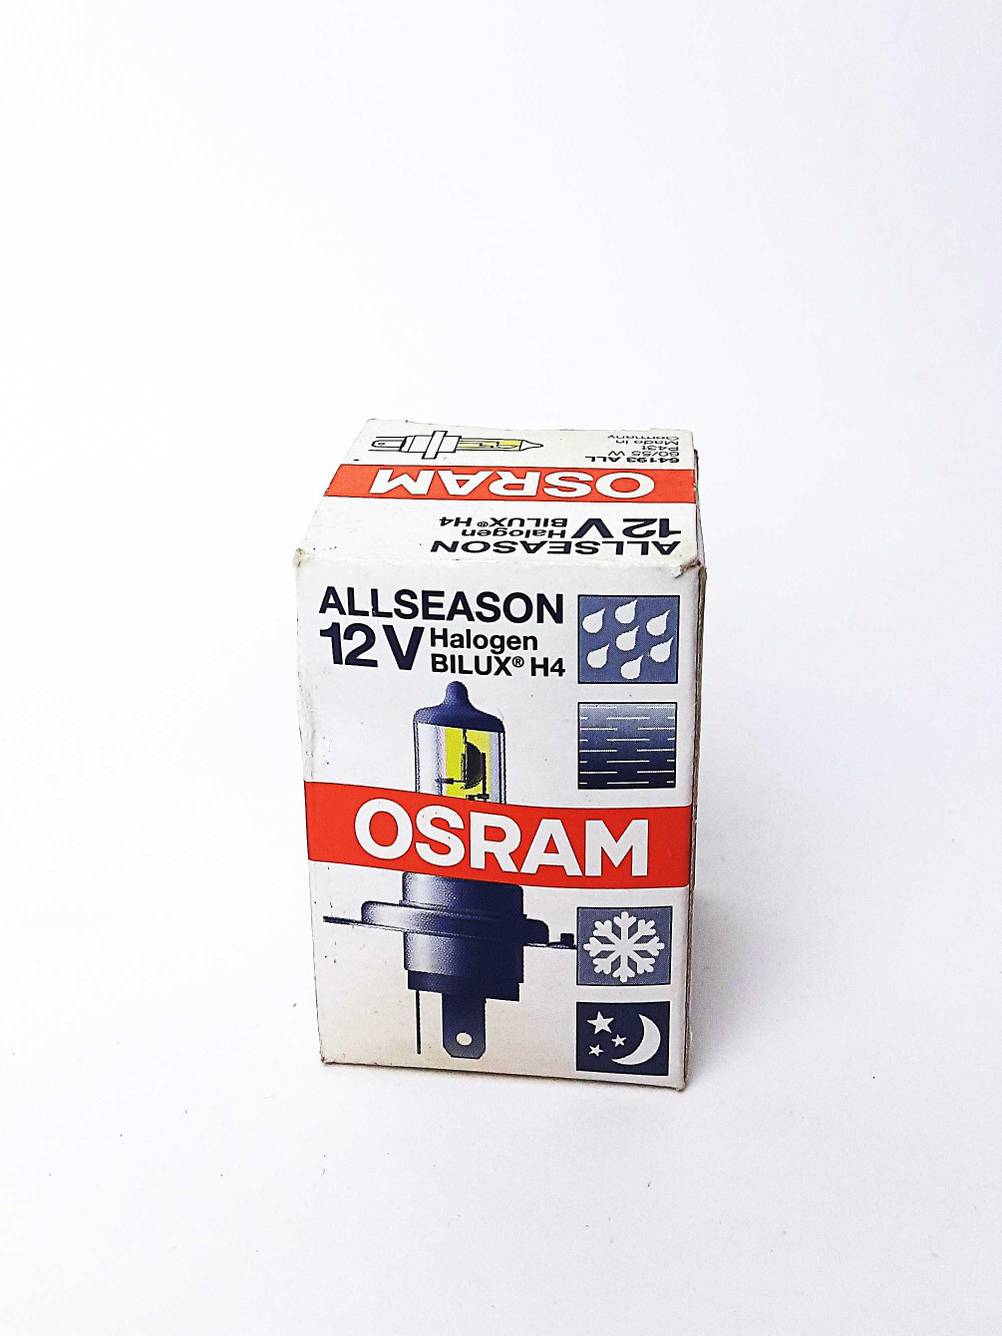 64193 ALL
60/55 W
P43t
Made in
Germany
OSRAM
ALLSEASON
12V Halogen
BILUX® H4
ALLSEASON
12V Halogen
BILUX® H4
OSRAM